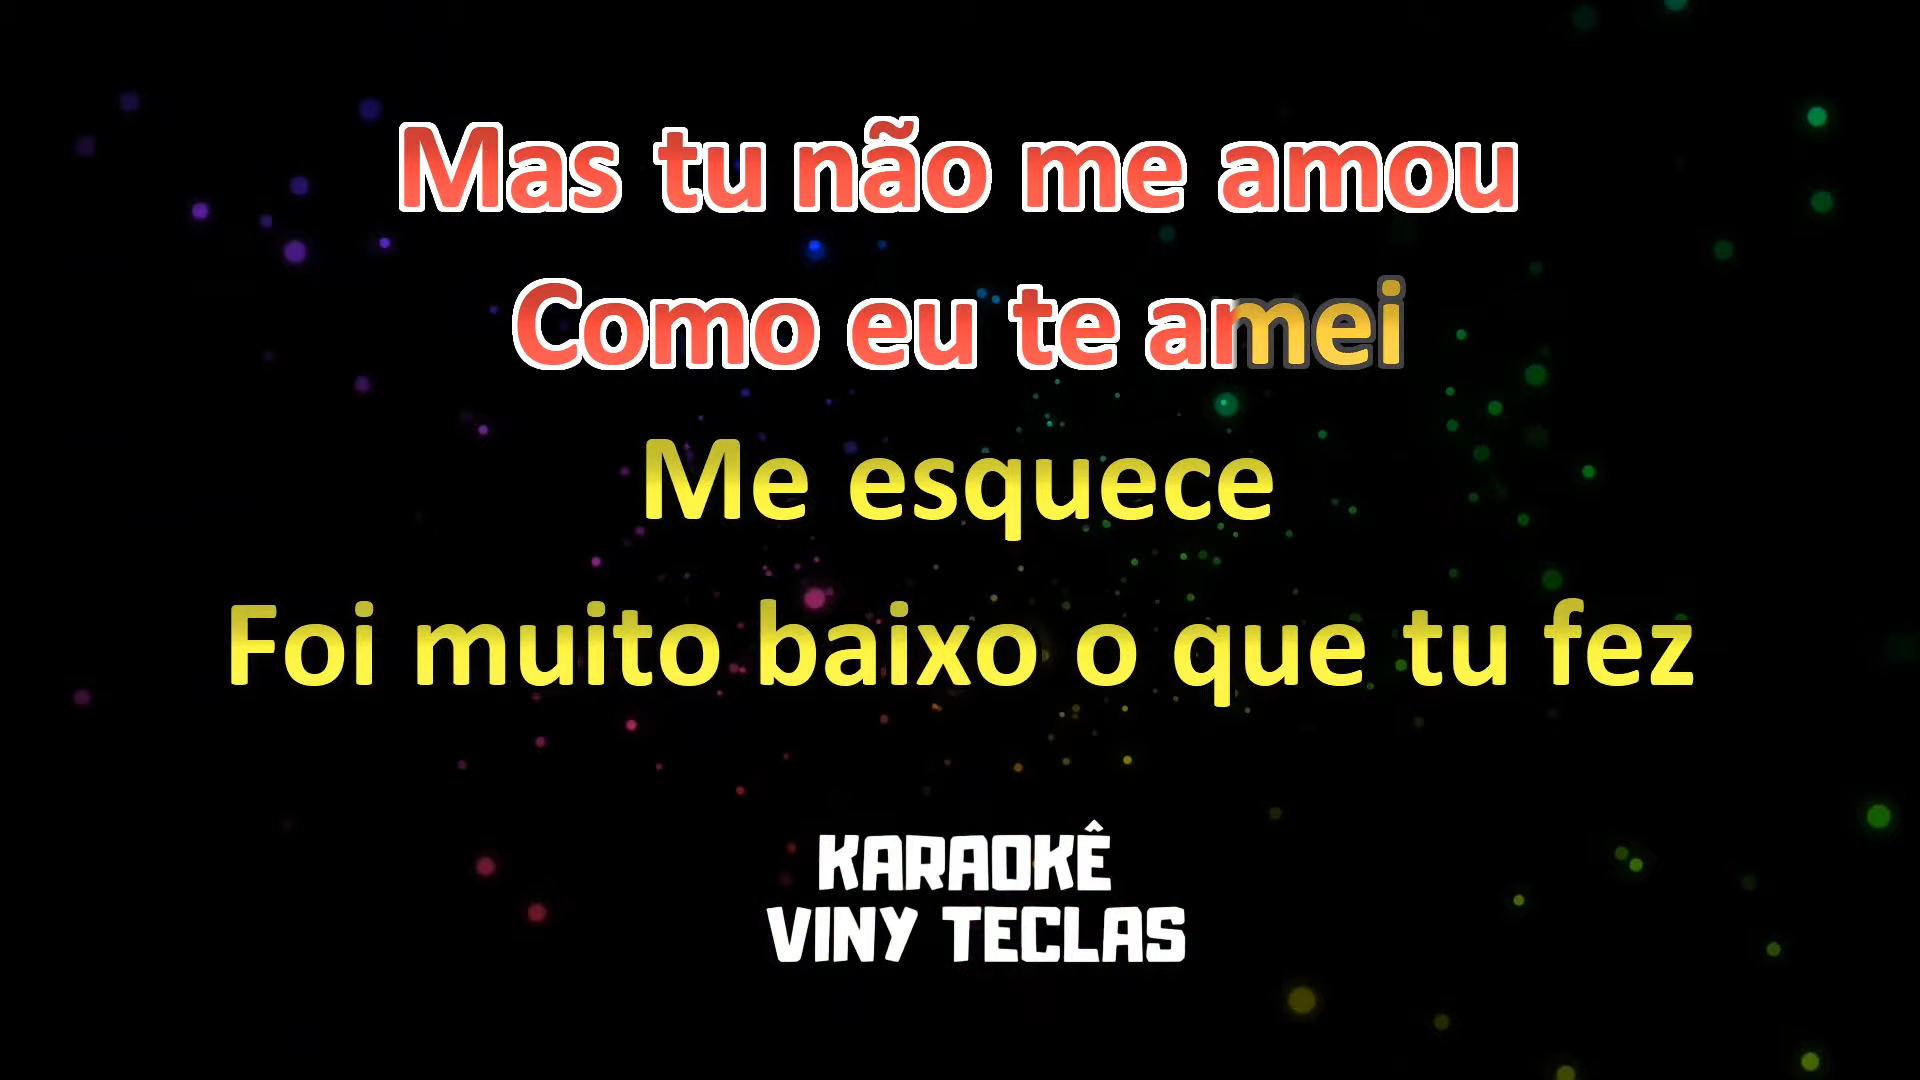 Mas tu não me amou
Como eu te amei
Me esquece
Foi muito baixo o que tu fez
KARAOKÊ
VINY TECLAS